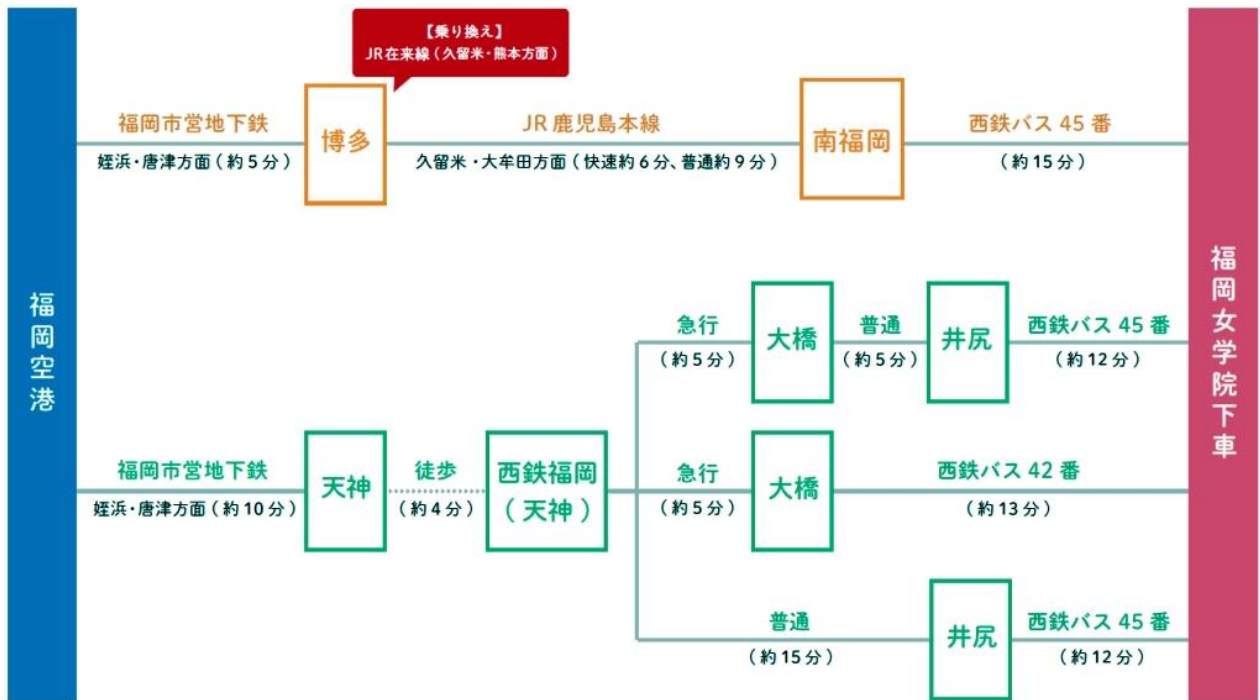 【乗り換え】
JR在来線（久留米・熊本方面）
福岡空港
福岡市営地下鉄
姪浜・唐津方面（約5分）
博多
JR鹿児島本線
久留米・大牟田方面（快速約6分、普通約9分）
南福岡
西鉄バス45番
（約15分）
福岡市営地下鉄
姪浜・唐津方面（約10分）
天神
徒歩
（約4分）
西鉄福岡
（天神）
急行
（約5分）
大橋
普通
（約5分）
井尻
西鉄バス45番
（約12分）
急行
（約5分）
大橋
西鉄バス42番
（約13分）
普通
（約15分）
井尻
西鉄バス45番
（約12分）
福岡女学院下車